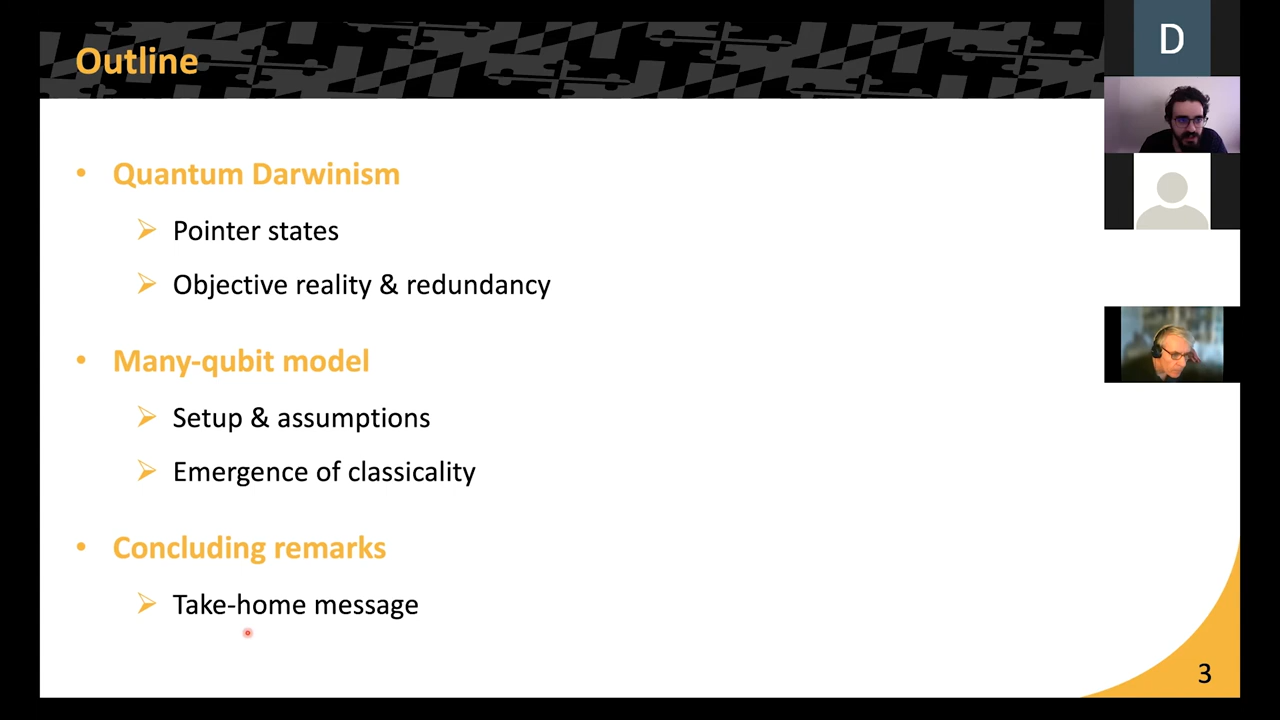 Outline
D
• Quantum Darwinism
➢ Pointer states
➢ Objective reality & redundancy
• Many-qubit model
➢ Setup & assumptions
➢ Emergence of classicality
• Concluding remarks
➢ Take-home message
3